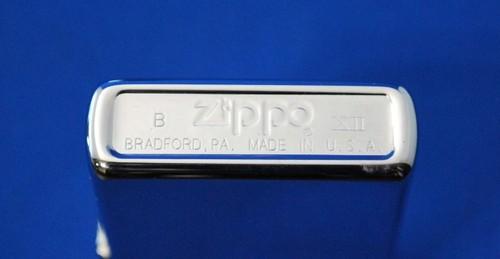 B Zippo ® XII
BRADFORD, PA. MADE IN U.S.A.